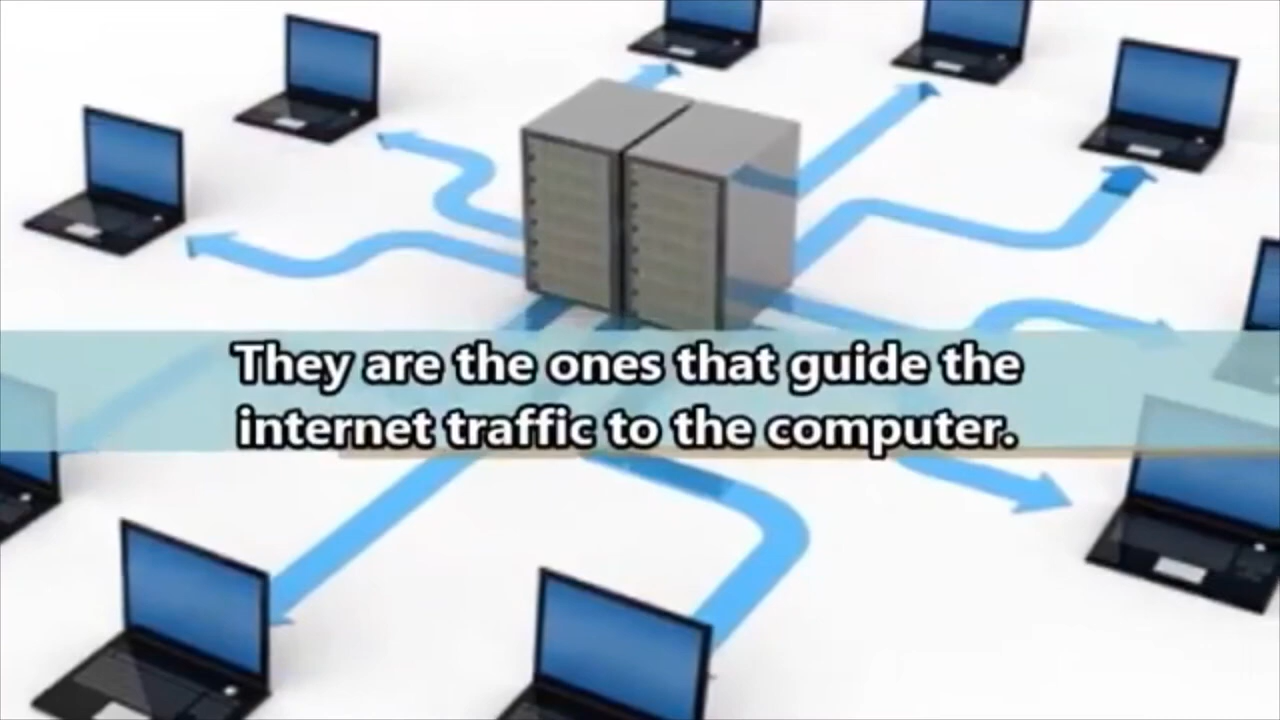 They are the ones that guide the
internet traffic to the computer.